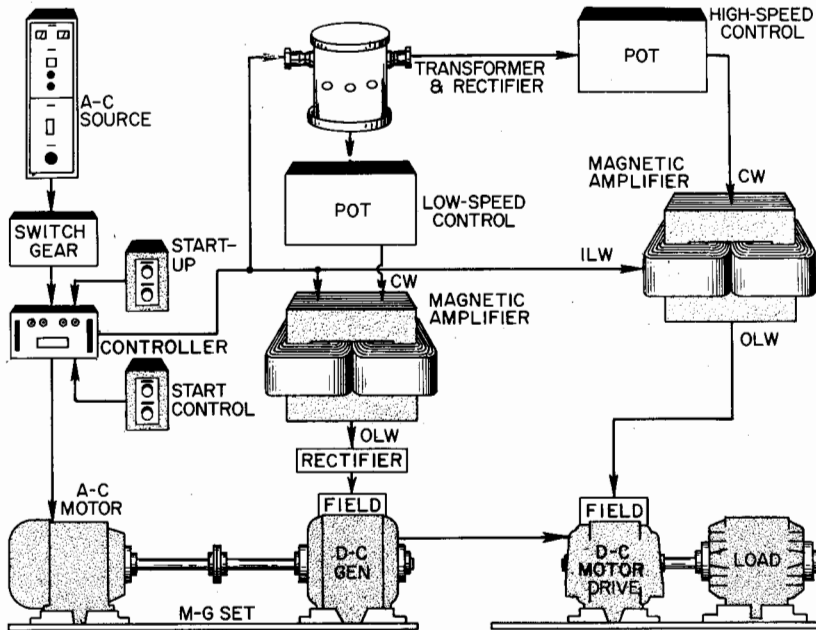 A-C
SOURCE
SWITCH
GEAR
START-
UP
CONTROLLER
START
CONTROL
A-C
MOTOR
M-G SET
TRANSFORMER
& RECTIFIER
POT
LOW-SPEED
CONTROL
CW
MAGNETIC
AMPLIFIER
OLW
RECTIFIER
FIELD
D-C
GEN
HIGH-SPEED
CONTROL
POT
CW
MAGNETIC
AMPLIFIER
ILW
OLW
FIELD
D-C
MOTOR
DRIVE
LOAD